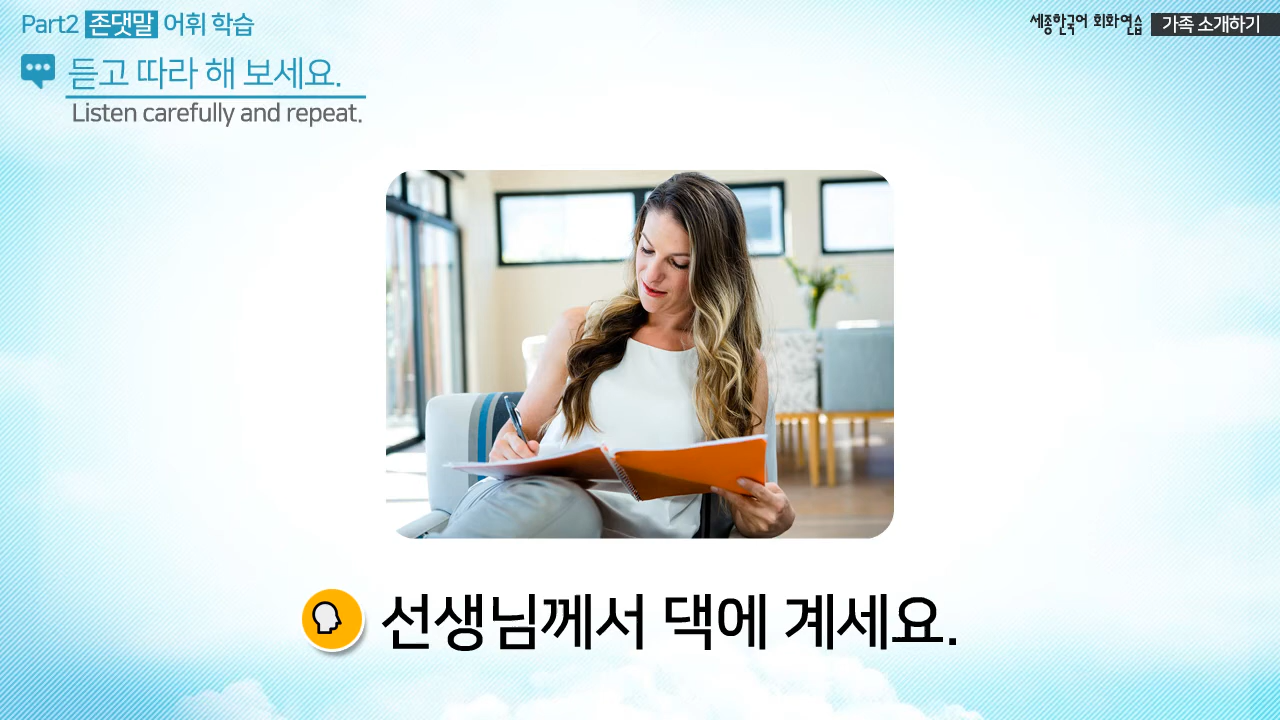 Part2 존댓말 어휘 학습
세종한국어 회화연습 가족 소개하기
듣고 따라 해 보세요.
Listen carefully and repeat.
선생님께서 댁에 계세요.